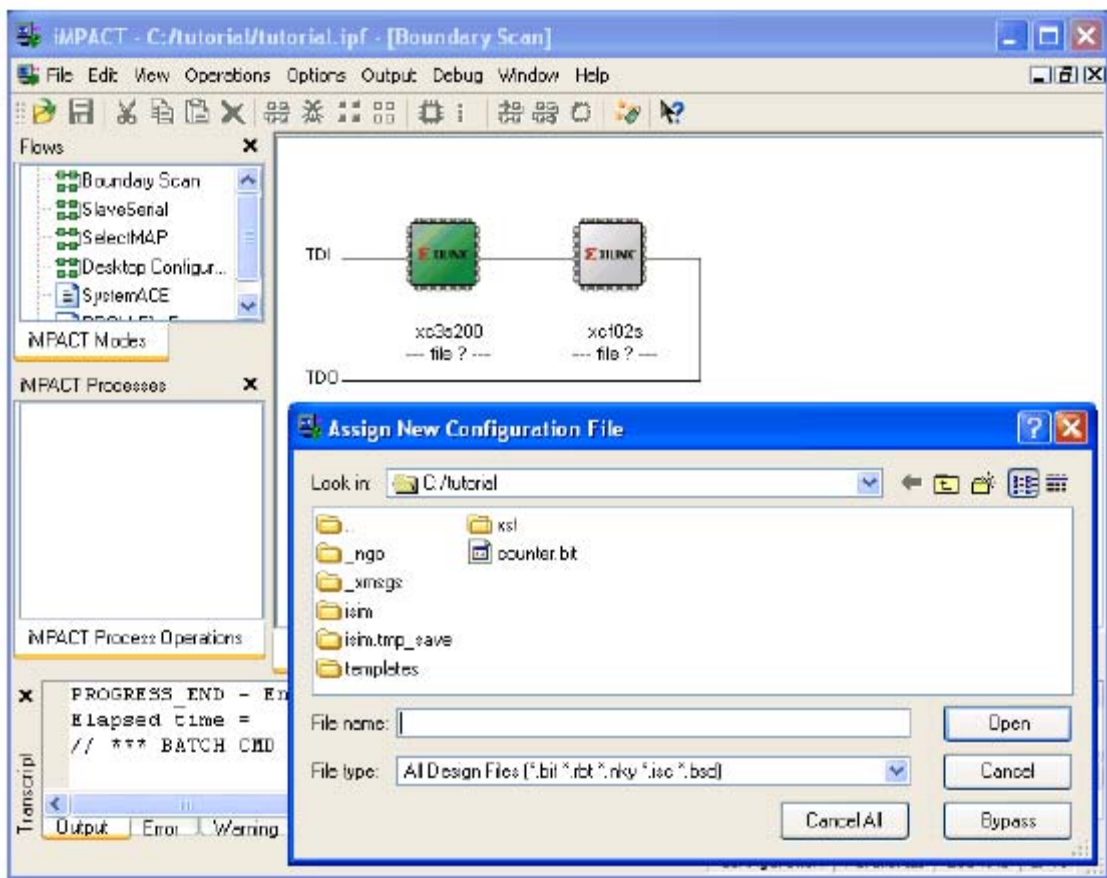 iMPACT - C:/tutorial/tutorial.ipf - [Boundary Scan]
File Edit View Operations Options Output Debug Window Help
Flows
Boundary Scan
SlaveSerial
SelectMAP
Desktop Configur...
SystemACE
iMPACT Modes
TDI
XILINX
XILINX
xc3s200
xcf02s
--- file ? ---
--- file ? ---
TDO
iMPACT Processes
iMPACT Process Operations
Assign New Configuration File
Look in:
C:/tutorial
..
_ngo
_xmsgs
isim
isim.tmp_save
templates
xst
counter.bit
File name:
Open
File type:
All Design Files (*.bit *.rbt *.nky *.isc *.bsd)
Cancel
Cancel All
Bypass
PROGRESS_END - En
Elapsed time =
// *** BATCH CMD
Transcript
Output Error Warning